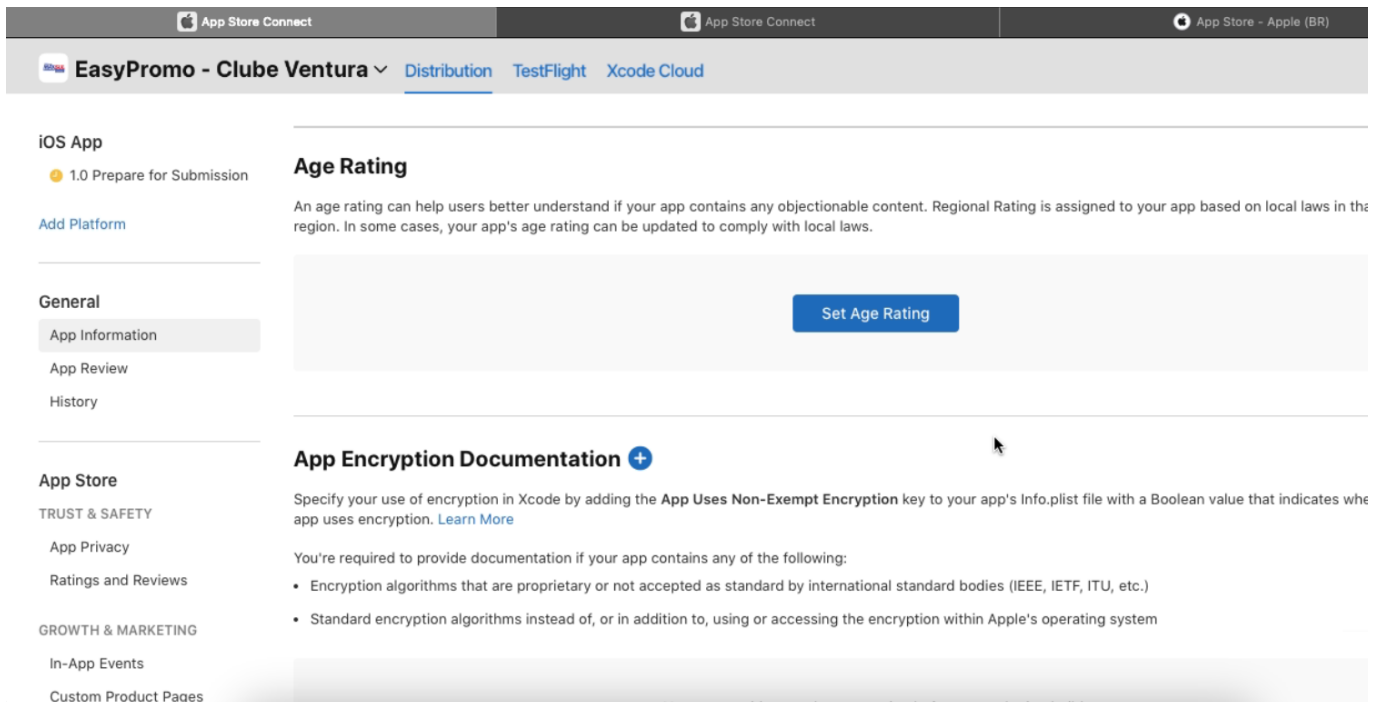 App Store Connect
App Store Connect
App Store - Apple (BR)
EasyPromo - Clube Ventura
Distribution
TestFlight
Xcode Cloud
iOS App
1.0 Prepare for Submission
Add Platform
General
App Information
App Review
History
App Store
TRUST & SAFETY
App Privacy
Ratings and Reviews
GROWTH & MARKETING
In-App Events
Custom Product Pages
Age Rating
An age rating can help users better understand if your app contains any objectionable content. Regional Rating is assigned to your app based on local laws in tha
region. In some cases, your app's age rating can be updated to comply with local laws.
Set Age Rating
App Encryption Documentation
Specify your use of encryption in Xcode by adding the App Uses Non-Exempt Encryption key to your app's Info.plist file with a Boolean value that indicates whe
app uses encryption. Learn More
You're required to provide documentation if your app contains any of the following:
• Encryption algorithms that are proprietary or not accepted as standard by international standard bodies (IEEE, IETF, ITU, etc.)
• Standard encryption algorithms instead of, or in addition to, using or accessing the encryption within Apple's operating system